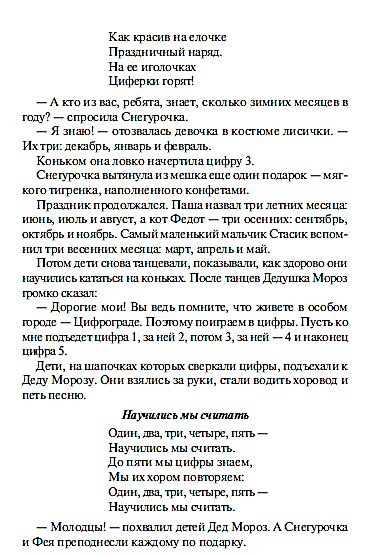 Как красив на елочке
Праздничный наряд.
На ее иголочках
Циферки горят!
— А кто из вас, ребята, знает, сколько зимних месяцев в
году? — спросила Снегурочка.
— Я знаю! — отозвалась девочка в костюме лисички. —
Их три: декабрь, январь и февраль.
Коньком она ловко начертила цифру 3.
Снегурочка вытянула из мешка еще один подарок — мяг-
кого тигренка, наполненного конфетами.
Праздник продолжался. Паша назвал три летних месяца:
июнь, июль и август, а кот Федот — три осенних: сентябрь,
октябрь и ноябрь. Самый маленький мальчик Стасик вспом-
нил три весенних месяца: март, апрель и май.
Потом дети снова танцевали, показывали, как здорово они
научились кататься на коньках. После танцев Дедушка Мороз
громко сказал:
— Дорогие мои! Вы ведь помните, что живете в особом
городе — Цифрограде. Поэтому поиграем в цифры. Пусть ко
мне подъедет цифра 1, за ней 2, потом 3, за ней — 4 и наконец
цифра 5.
Дети, на шапочках которых сверкали цифры, подъехали к
Деду Морозу. Они взялись за руки, стали водить хоровод и
петь песню.
Научились мы считать
Один, два, три, четыре, пять —
Научились мы считать.
До пяти мы цифры знаем,
Мы их хором повторяем:
Один, два, три, четыре, пять —
Научились мы считать.
— Молодцы! — похвалил детей Дед Мороз. А Снегурочка
и Фея преподнесли каждому по подарку.